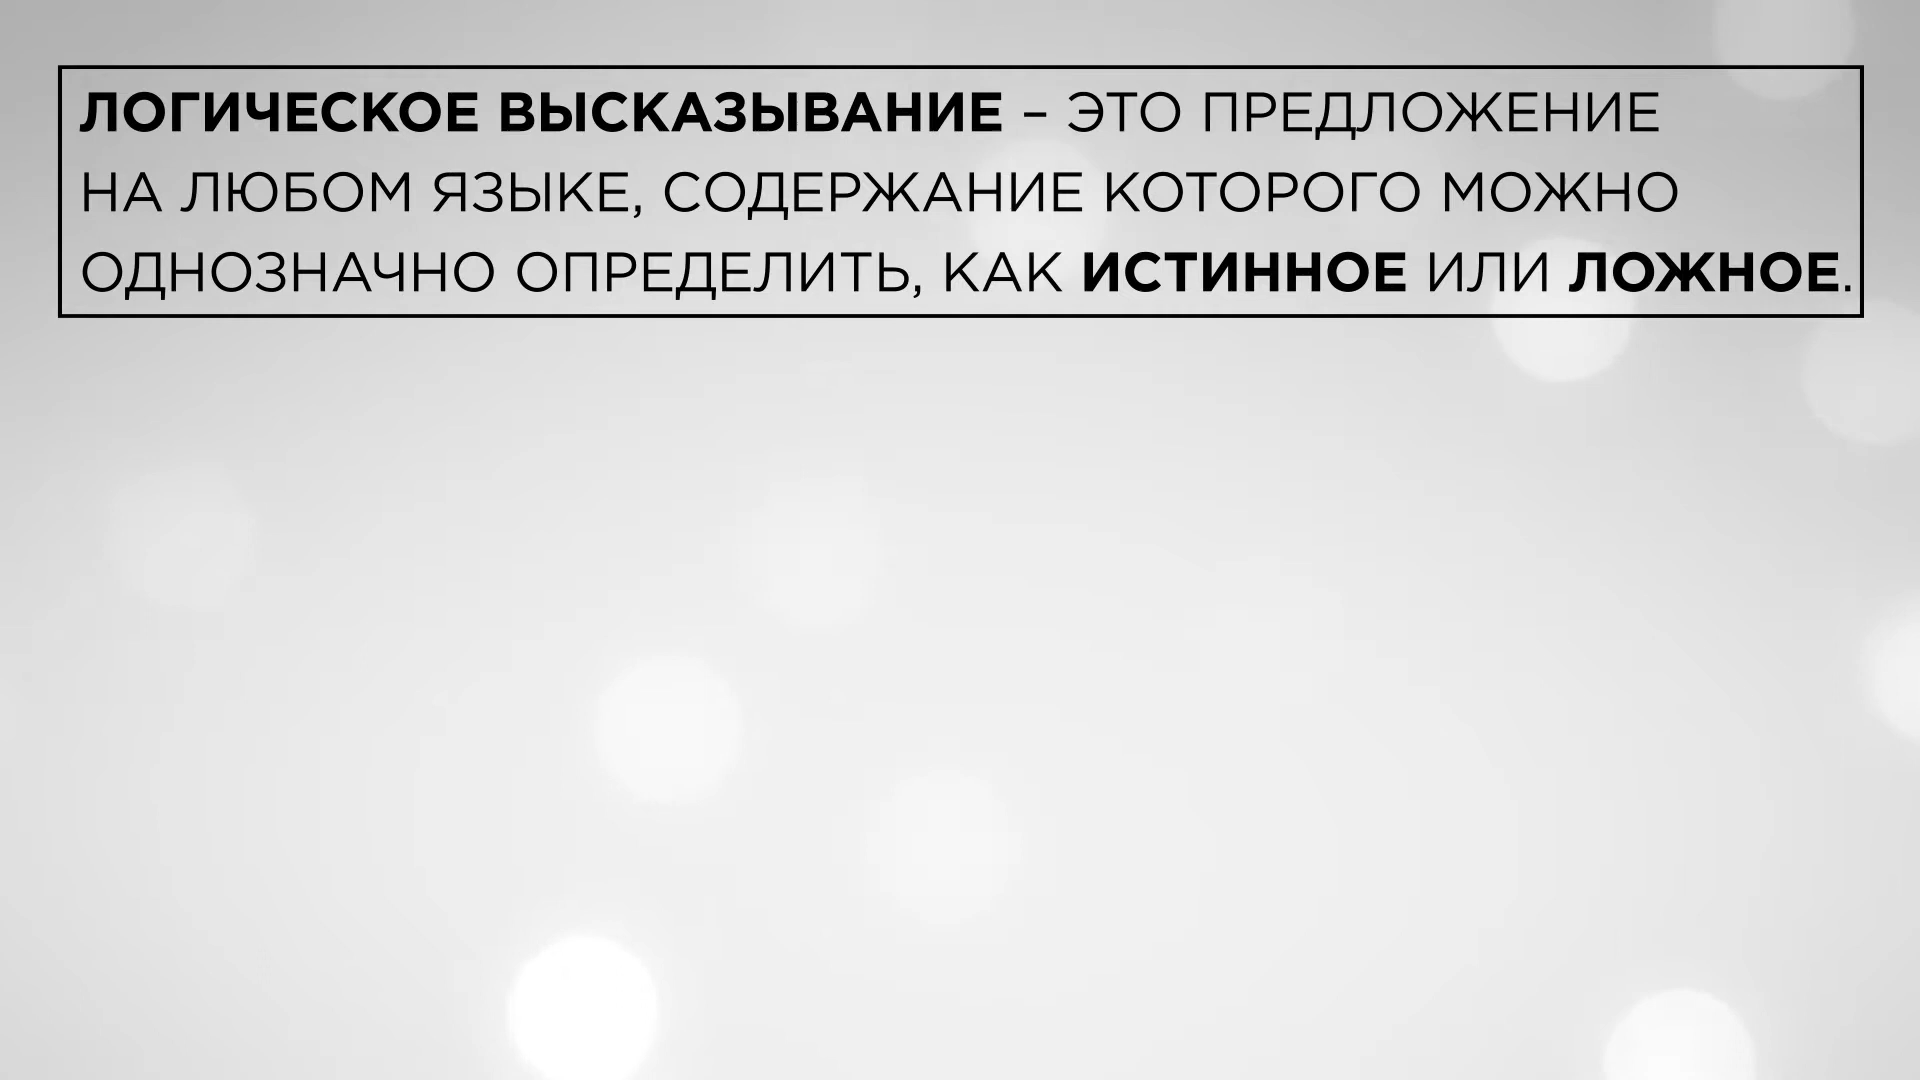 ЛОГИЧЕСКОЕ ВЫСКАЗЫВАНИЕ – ЭТО ПРЕДЛОЖЕНИЕ
НА ЛЮБОМ ЯЗЫКЕ, СОДЕРЖАНИЕ КОТОРОГО МОЖНО
ОДНОЗНАЧНО ОПРЕДЕЛИТЬ, КАК ИСТИННОЕ ИЛИ ЛОЖНОЕ.